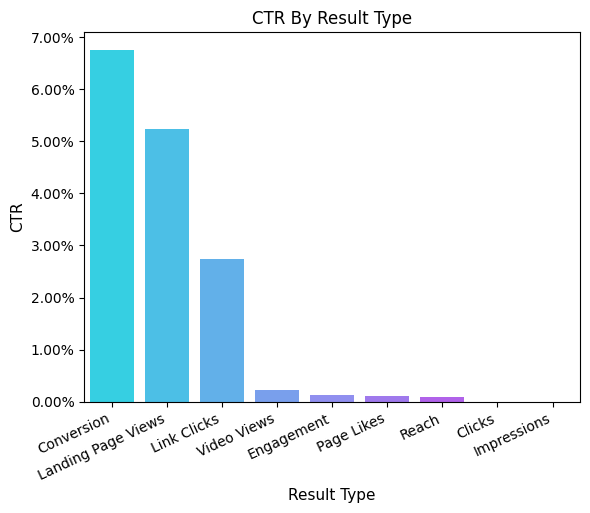 CTR By Result Type
7.00%
6.00%
5.00%
4.00%
3.00%
2.00%
1.00%
0.00%
CTR
Conversion
Landing Page Views
Link Clicks
Video Views
Engagement
Page Likes
Reach
Clicks
Impressions
Result Type